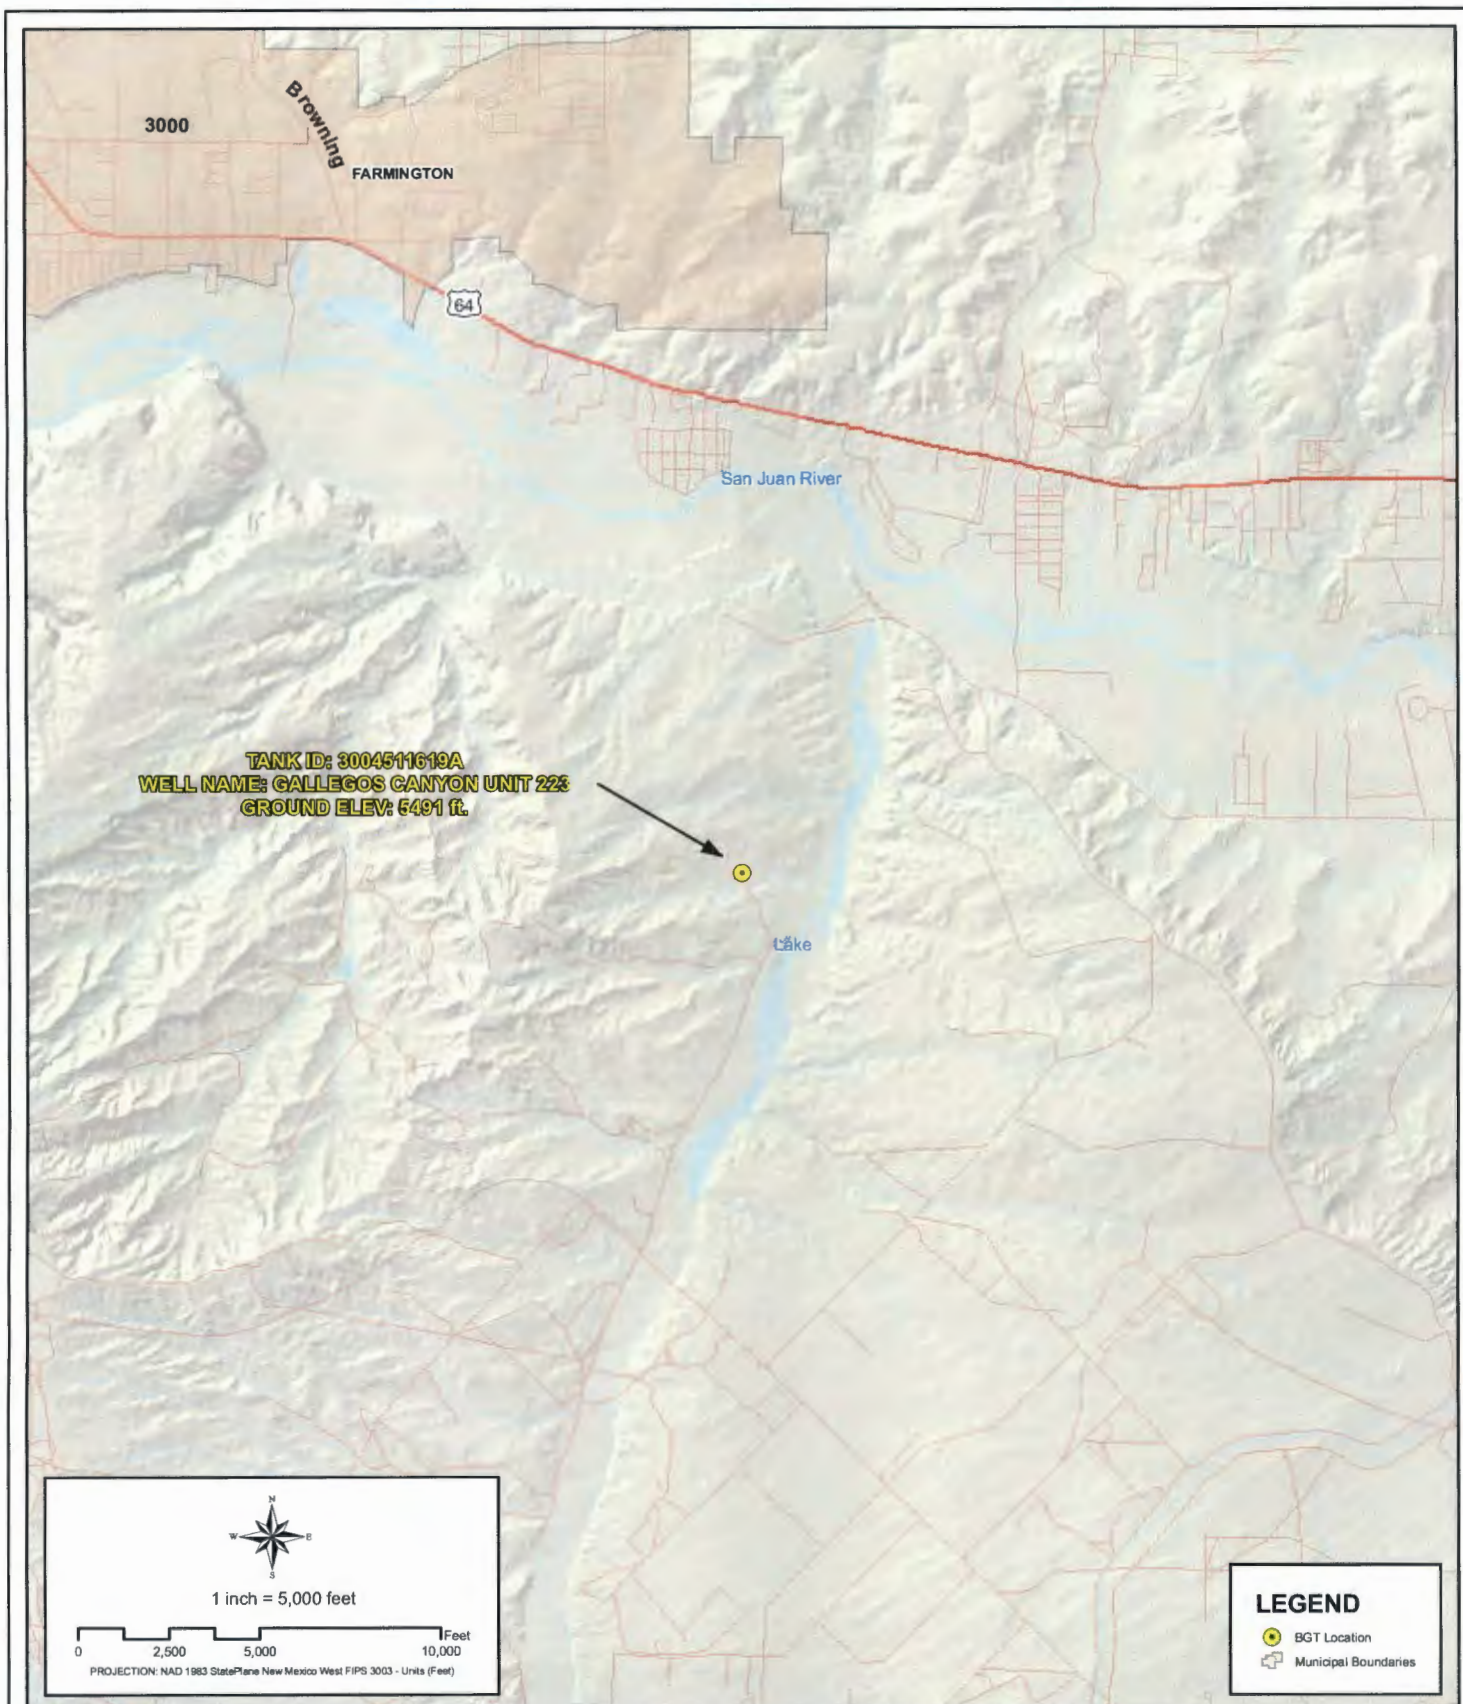 Browning
3000
FARMINGTON
64
San Juan River
TANK ID: 3004511619A
WELL NAME: GALLEGOS CANYON UNIT 223
GROUND ELEV: 5491 ft.
Lake
N
W E
S
1 inch = 5,000 feet
Feet
0 2,500 5,000 10,000
PROJECTION: NAD 1983 StatePlane New Mexico West FIPS 3003 - Units (Feet)
LEGEND
BGT Location
Municipal Boundaries